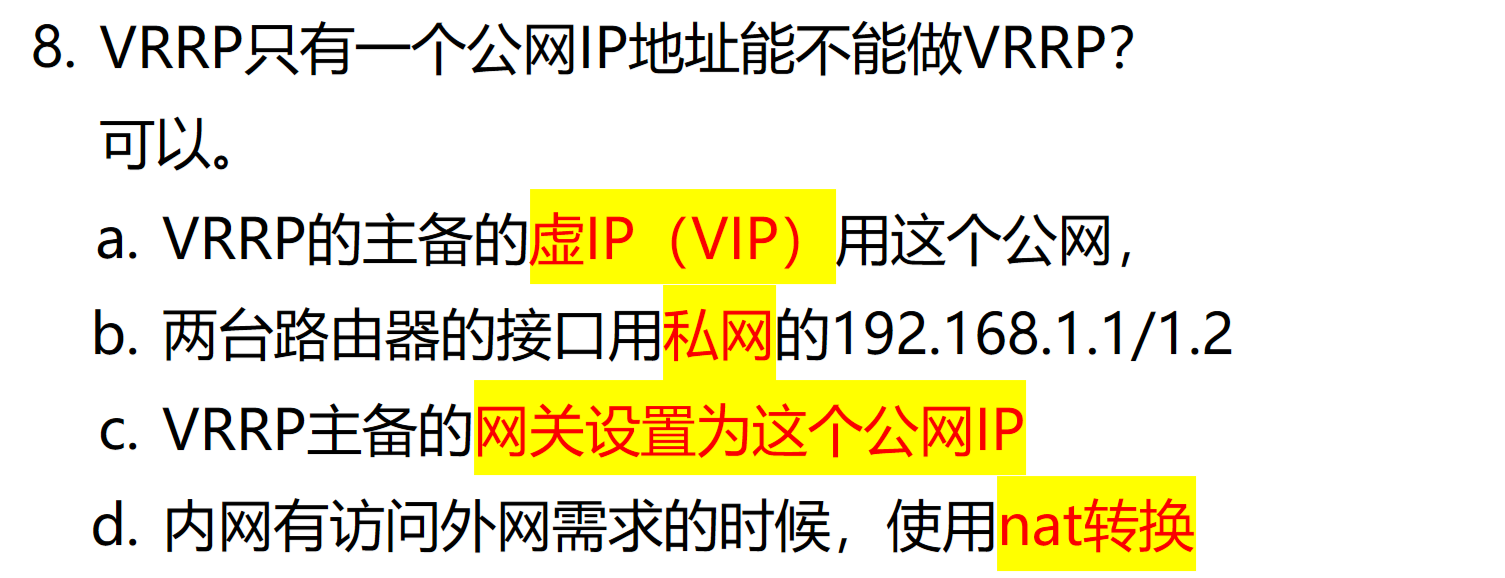 8. VRRP只有一个公网IP地址能不能做VRRP？
可以。
a. VRRP的主备的虚IP（VIP）用这个公网，
b. 两台路由器的接口用私网的192.168.1.1/1.2
c. VRRP主备的网关设置为这个公网IP
d. 内网有访问外网需求的时候，使用nat转换